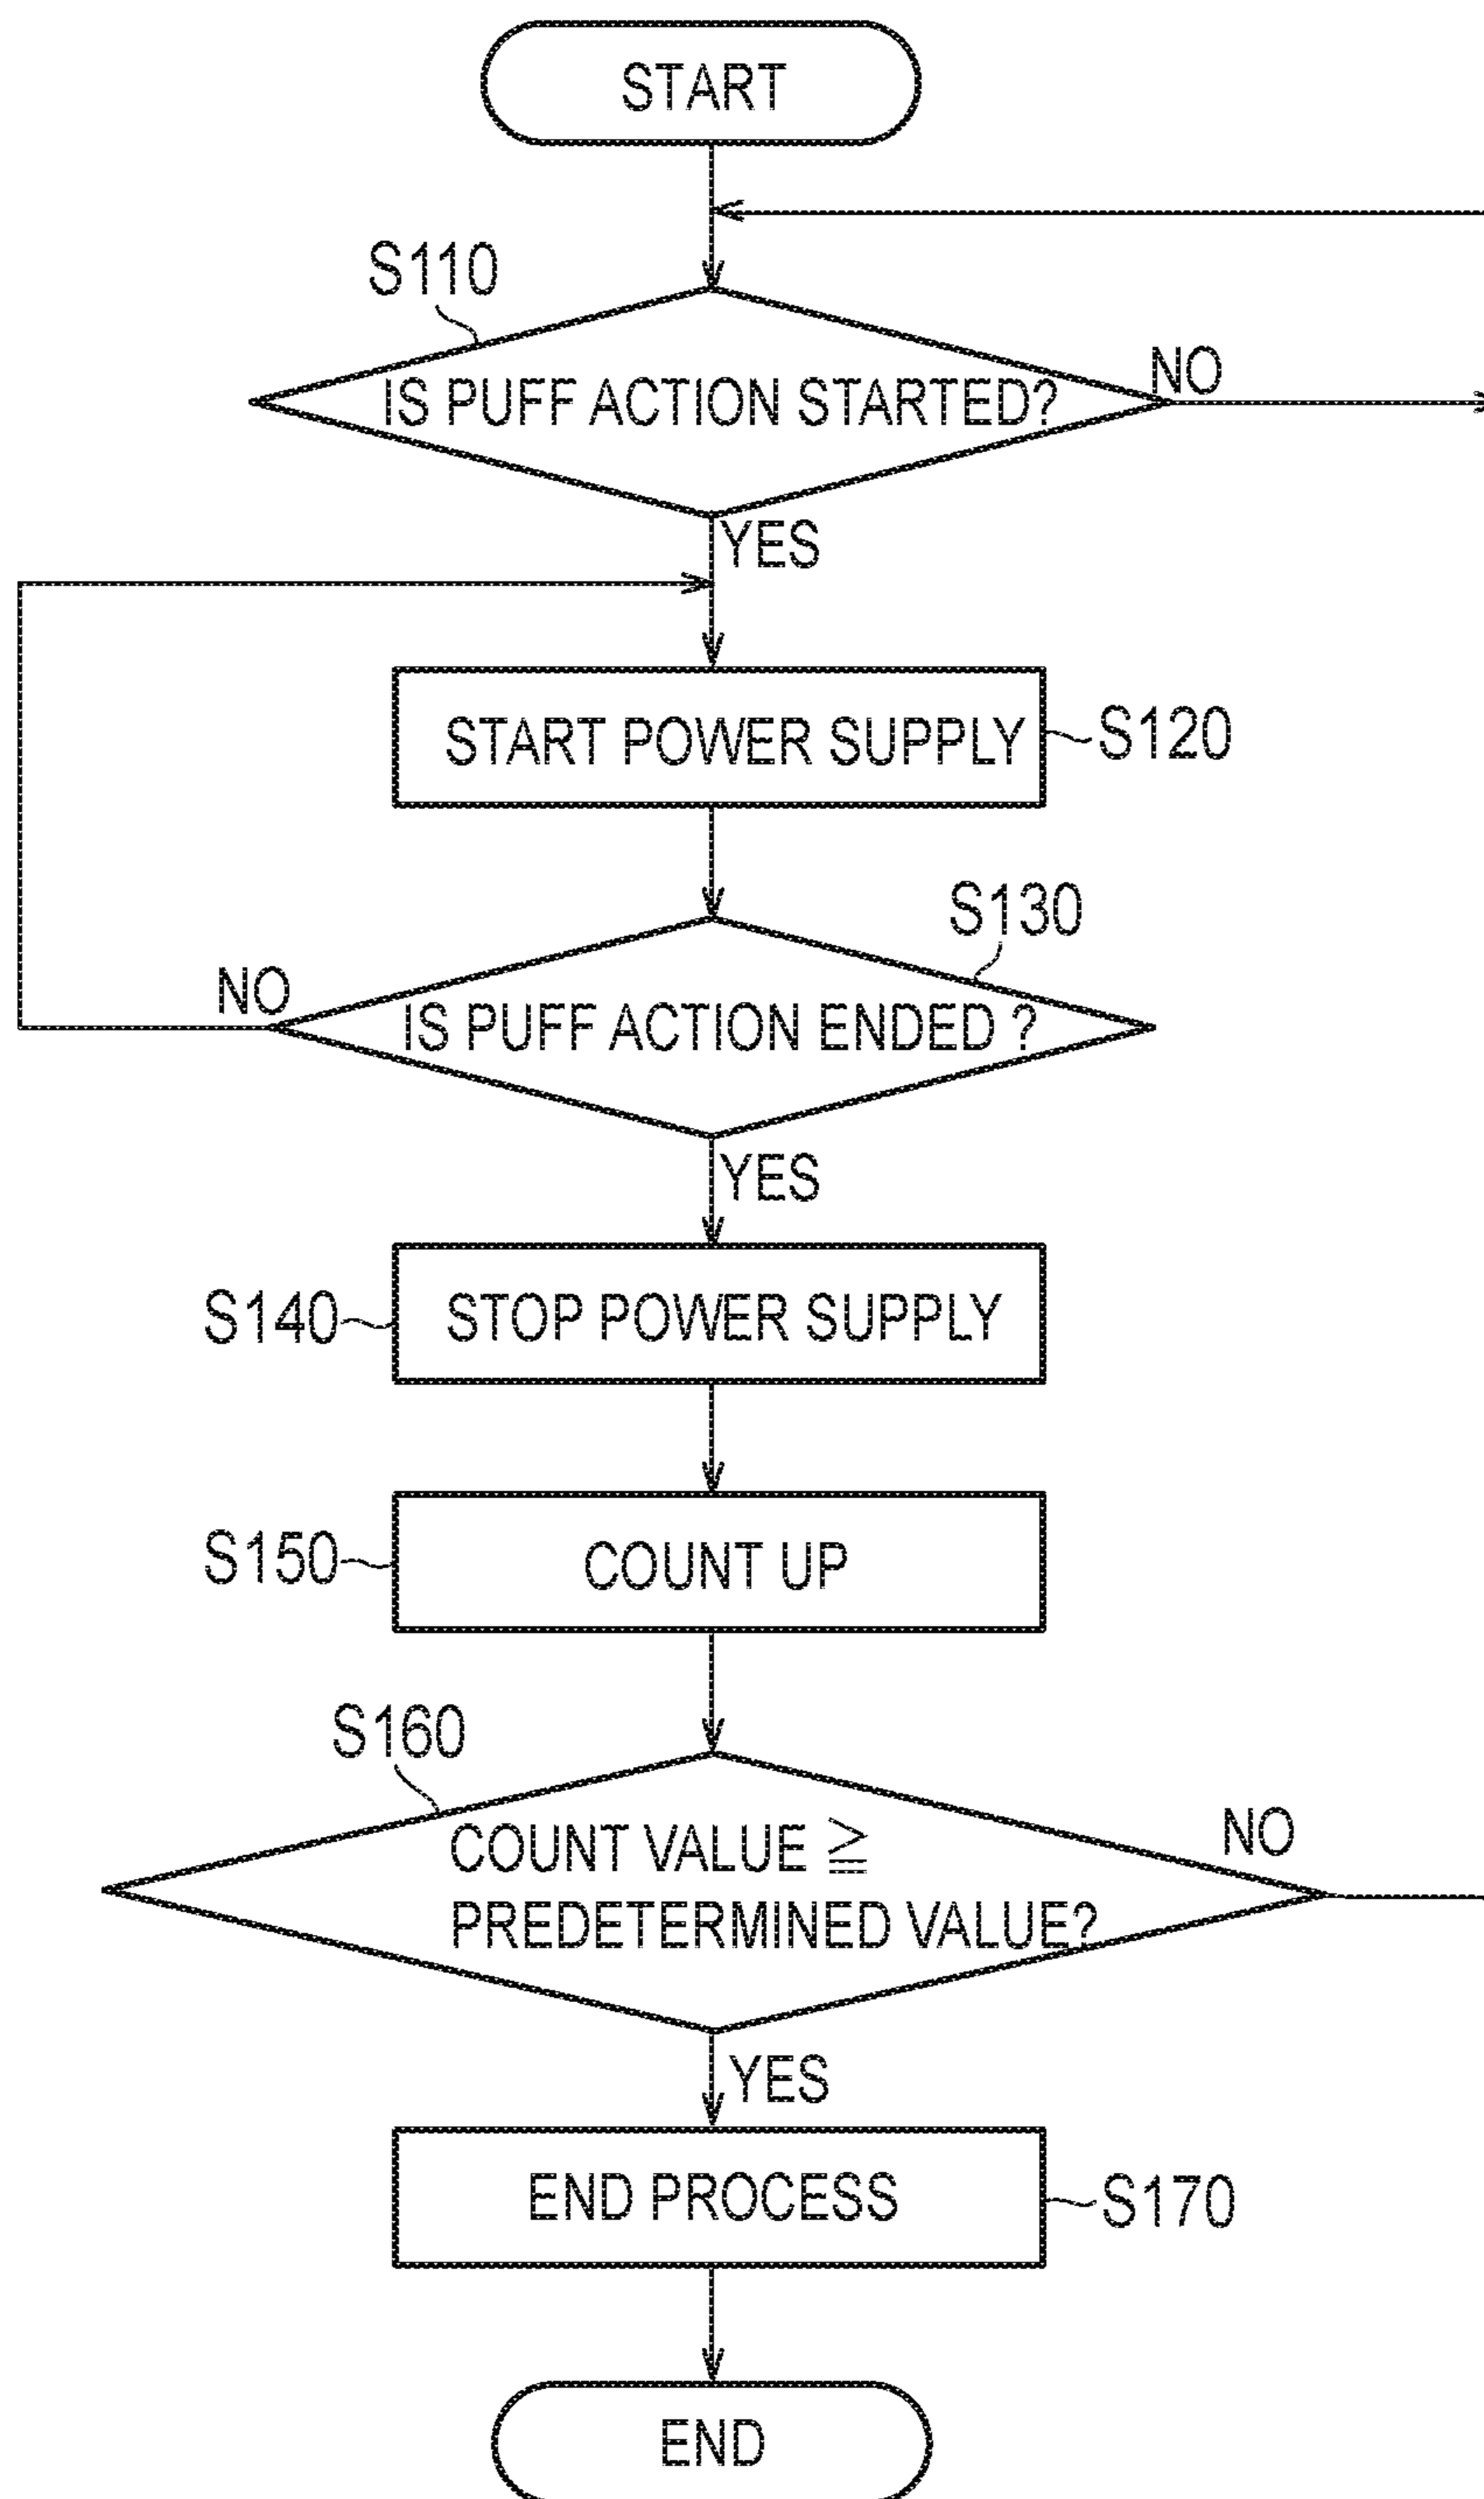 START
S110
IS PUFF ACTION STARTED?
NO
YES
START POWER SUPPLY
S120
S130
NO
IS PUFF ACTION ENDED ?
YES
S140
STOP POWER SUPPLY
S150
COUNT UP
S160
COUNT VALUE ≧
PREDETERMINED VALUE?
NO
YES
END PROCESS
S170
END